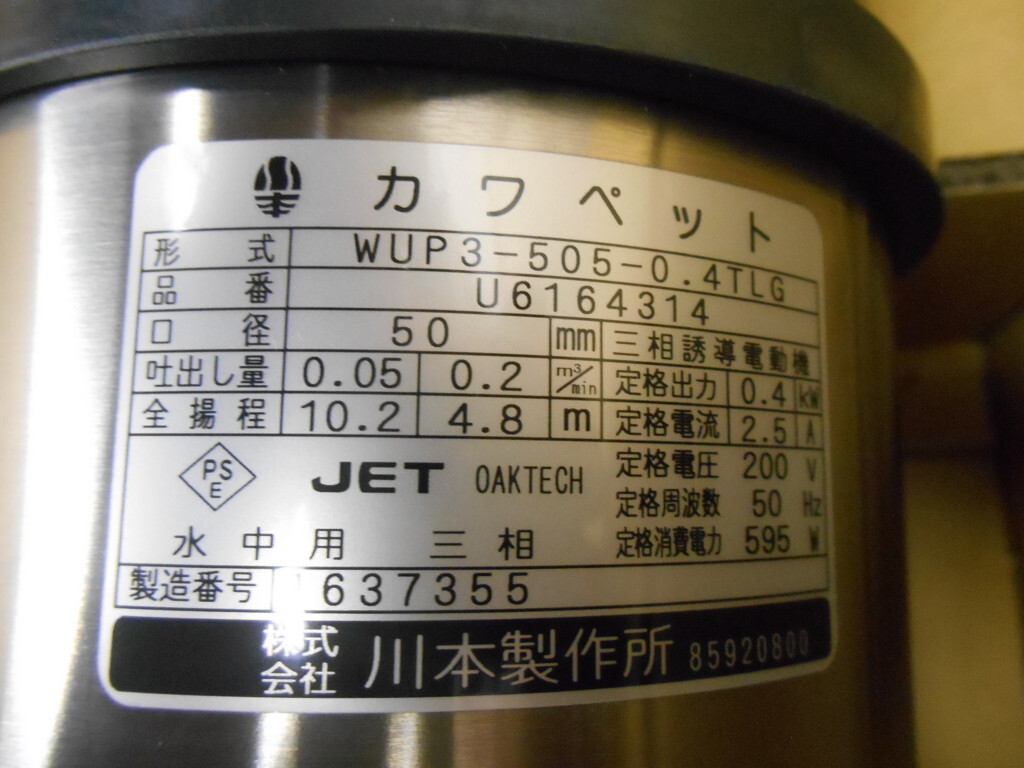 カワペット
形式 WUP3-505-0.4TLG
品番 U6164314
口径 50 mm 三相誘導電動機
吐出し量 0.05 0.2 m³/min 定格出力 0.4 kW
全揚程 10.2 4.8 m 定格電流 2.5 A
PSE JET OAKTECH 定格電圧 200 V
定格周波数 50 Hz
水中用 三相 定格消費電力 595 W
製造番号 637355
株式会社 川本製作所 85920800